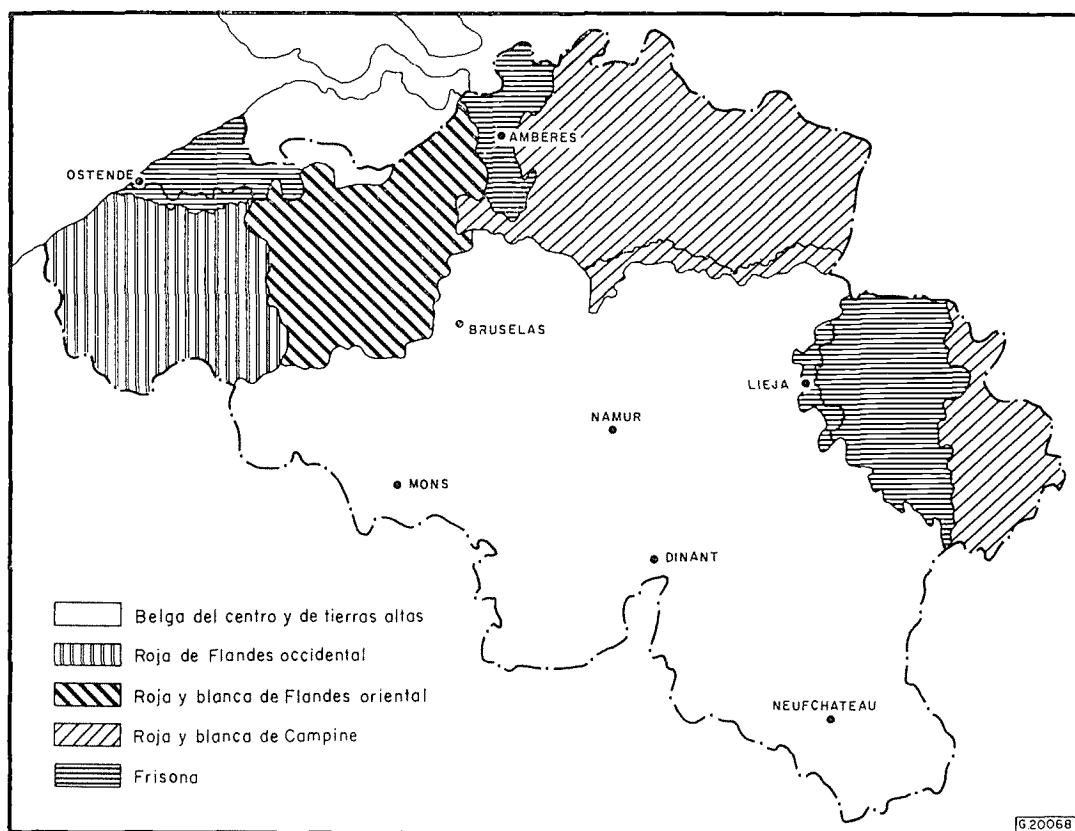 AMBERES
OSTENDE
BRUSELAS
LIEJA
NAMUR
MONS
DINANT
NEUFCHATEAU
Belga del centro y de tierras altas
Roja de Flandes occidental
Roja y blanca de Flandes oriental
Roja y blanca de Campine
Frisona
G.20068